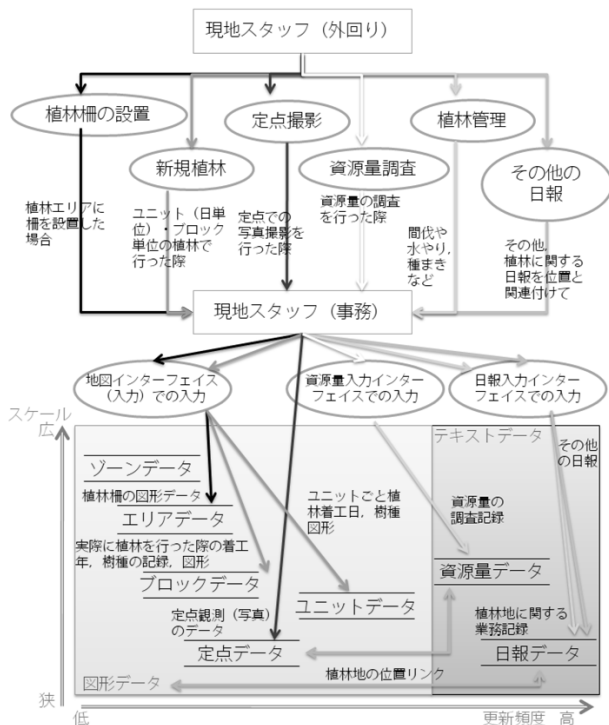 現地スタッフ（外回り）
植林柵の設置
定点撮影
植林管理
新規植林
資源量調査
その他の
日報
植林エリアに
柵を設置した
場合
ユニット（日単
位）・ブロック
単位の植林で
行った際
定点での
写真撮影を
行った際
資源量の調査
を行った際
間伐や
水やり，
種まき
など
その他，
植林に関する
日報を位置と
関連付けて
現地スタッフ（事務）
地図インターフェイス
（入力）での入力
資源量入力インター
フェイスでの入力
日報入力インター
フェイスでの入力
スケール
広
テキストデータ
その他
の日報
ゾーンデータ
植林柵の図形データ
エリアデータ
ユニットごと植
林着工日，樹種
図形
資源量の
調査記録
実際に植林を行った際の着工
年，樹種の記録，図形
ブロックデータ
資源量データ
ユニットデータ
定点観測（写真）
のデータ
定点データ
植林地に関する
業務記録
日報データ
植林地の位置リンク
図形データ
狭
低
更新頻度
高